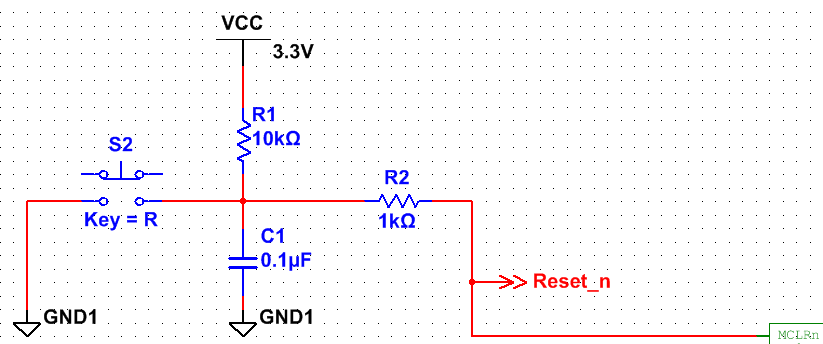 VCC
3.3V
R1
10kΩ
S2
Key = R
R2
1kΩ
C1
0.1µF
Reset_n
GND1
GND1
MCLRn